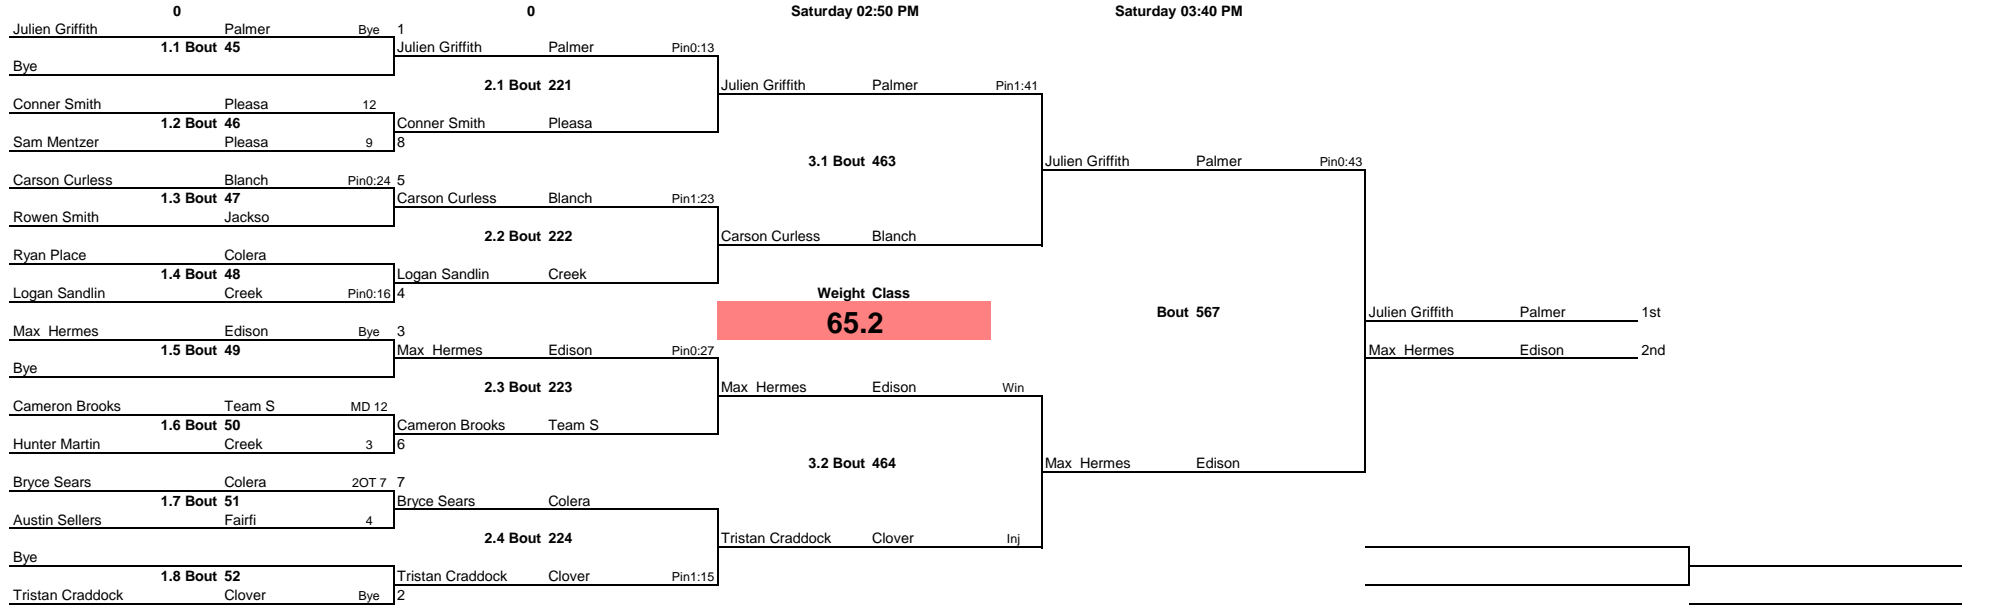 0 0 Saturday 02:50 PM Saturday 03:40 PM
Julien Griffith Palmer Bye 1
1.1 Bout 45 Julien Griffith Palmer Pin0:13
Bye
2.1 Bout 221 Julien Griffith Palmer Pin1:41
Conner Smith Pleasa 12
1.2 Bout 46 Conner Smith Pleasa
Sam Mentzer Pleasa 9 8
3.1 Bout 463 Julien Griffith Palmer Pin0:43
Carson Curless Blanch Pin0:24 5
1.3 Bout 47 Carson Curless Blanch Pin1:23
Rowen Smith Jackso
2.2 Bout 222 Carson Curless Blanch
Ryan Place Colera
1.4 Bout 48 Logan Sandlin Creek
Logan Sandlin Creek Pin0:16 4 Weight Class
Bout 567 Julien Griffith Palmer 1st
65.2
Max Hermes Edison Bye 3
1.5 Bout 49 Max Hermes Edison Pin0:27 Max Hermes Edison 2nd
Bye
2.3 Bout 223 Max Hermes Edison Win
Cameron Brooks Team S MD 12
1.6 Bout 50 Cameron Brooks Team S
Hunter Martin Creek 3 6
3.2 Bout 464 Max Hermes Edison
Bryce Sears Colera 2OT 7 7
1.7 Bout 51 Bryce Sears Colera
Austin Sellers Fairfi 4
2.4 Bout 224 Tristan Craddock Clover Inj
Bye
1.8 Bout 52 Tristan Craddock Clover Pin1:15
Tristan Craddock Clover Bye 2